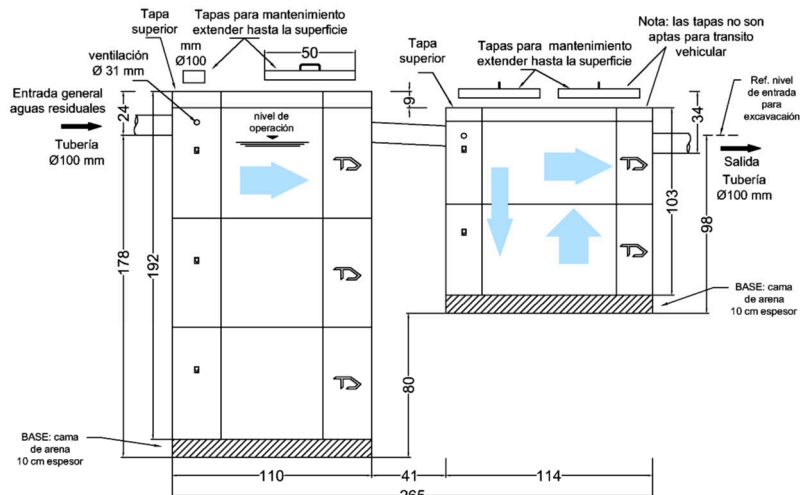 Tapa
superior
mm
Ø100
Tapas para mantenimiento
extender hasta la superficie
50
ventilación
Ø 31 mm
Entrada general
aguas residuales
24
Tubería
Ø100 mm
nivel de
operación
178
192
BASE: cama
de arena
10 cm espesor
110
41
114
265
80
9
Tapa
superior
Tapas para mantenimiento
extender hasta la superficie
Nota: las tapas no son
aptas para transito
vehicular
34
Ref. nivel
de entrada
para
excavacaión
Salida
Tubería
Ø100 mm
103
98
BASE: cama
de arena
10 cm espesor